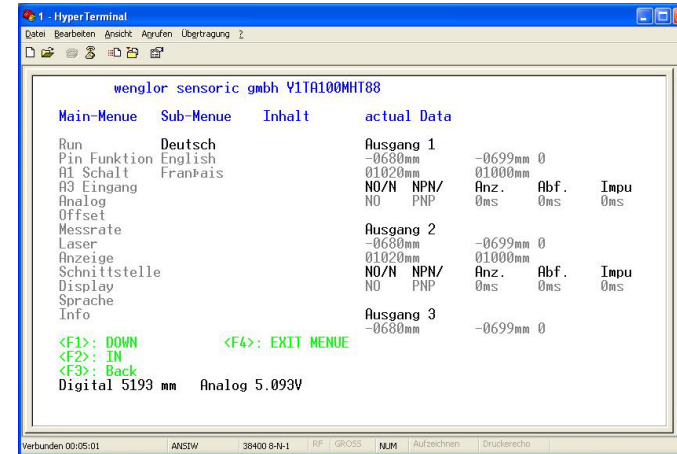 1 - HyperTerminal
Datei Bearbeiten Ansicht Anrufen Übertragung ?
wenglor sensoric gmbh Y1TA100MHT88
Main-Menue Sub-Menue Inhalt actual Data
Run Deutsch Ausgang 1
Pin Funktion English -0680mm -0699mm 0
A1 Schalt FranÞais 01020mm 01000mm
A3 Eingang NO/N NPN/ Anz. Abf. Impu
Analog NO PNP 0ms 0ms 0ms
Offset
Messrate Ausgang 2
Laser -0680mm -0699mm 0
Anzeige 01020mm 01000mm
Schnittstelle NO/N NPN/ Anz. Abf. Impu
Display NO PNP 0ms 0ms 0ms
Sprache
Info Ausgang 3
-0680mm -0699mm 0
<F1>: DOWN <F4>: EXIT MENUE
<F2>: IN
<F3>: Back
Digital 5193 mm Analog 5.093V
Verbunden 00:05:01 ANSIW 38400 8-N-1 RF GROSS NUM Aufzeichnen Druckerecho